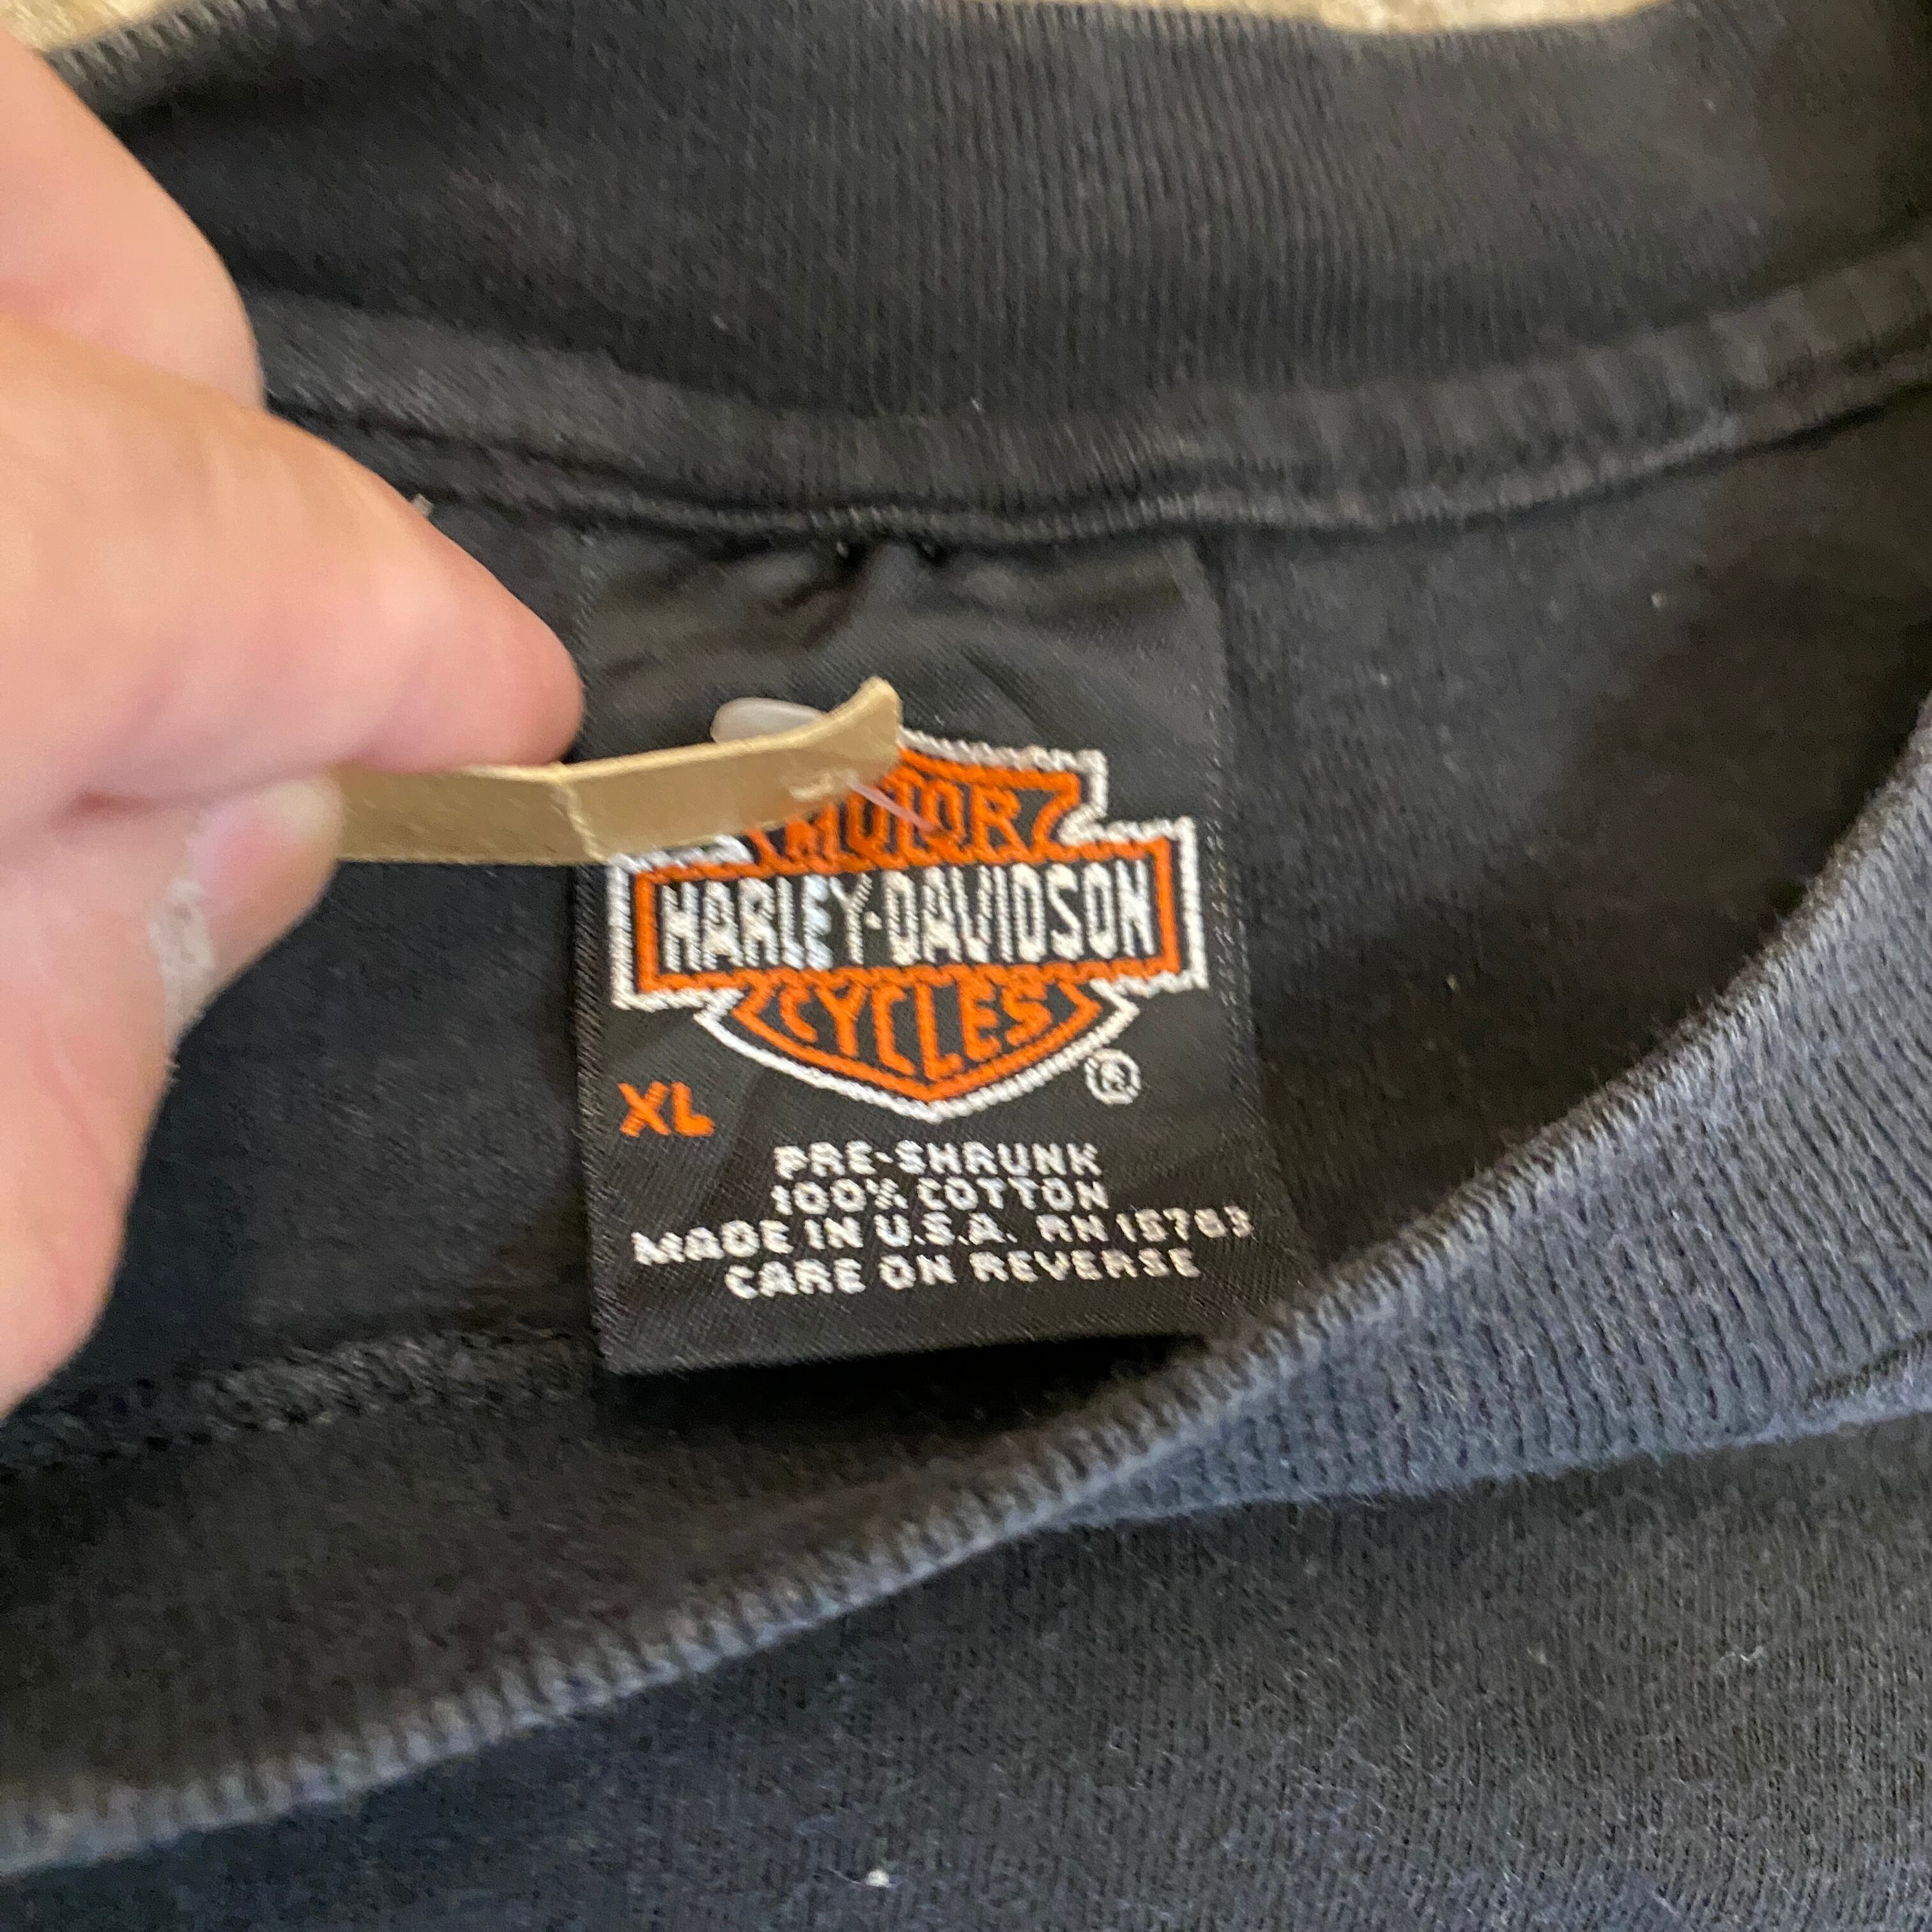 MOTOR
HARLEY-DAVIDSON
CYCLES
®
XL
PRE-SHRUNK
100% COTTON
MADE IN U.S.A. RN 15763
CARE ON REVERSE